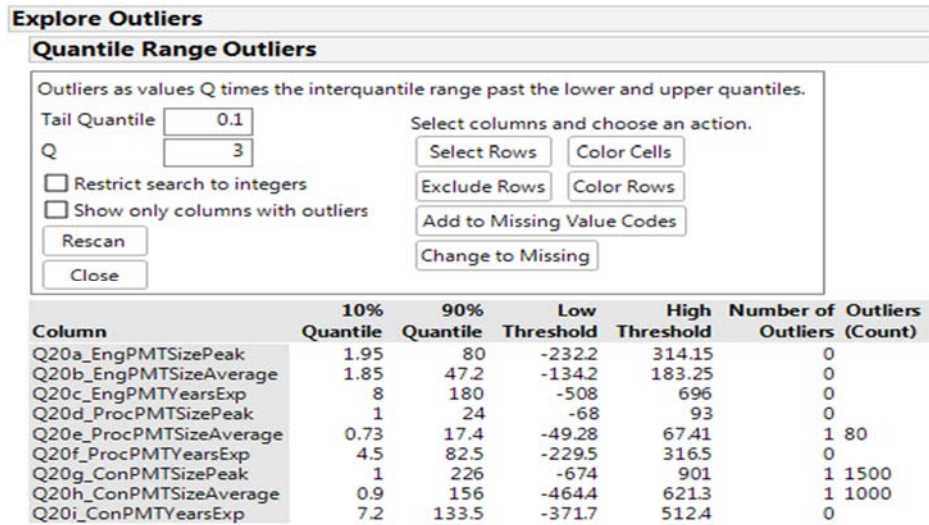 Explore Outliers
Quantile Range Outliers
Outliers as values Q times the interquantile range past the lower and upper quantiles.
Tail Quantile 0.1
Q 3
Restrict search to integers
Show only columns with outliers
Rescan
Close
Select columns and choose an action.
Select Rows Color Cells
Exclude Rows Color Rows
Add to Missing Value Codes
Change to Missing
10% 90% Low High Number of Outliers
Column Quantile Quantile Threshold Threshold Outliers (Count)
Q20a_EngPMTSizePeak 1.95 80 -232.2 314.15 0
Q20b_EngPMTSizeAverage 1.85 47.2 -134.2 183.25 0
Q20c_EngPMTYearsExp 8 180 -508 696 0
Q20d_ProcPMTSizePeak 1 24 -68 93 0
Q20e_ProcPMTSizeAverage 0.73 17.4 -49.28 67.41 1 80
Q20f_ProcPMTYearsExp 4.5 82.5 -229.5 316.5 0
Q20g_ConPMTSizePeak 1 226 -674 901 1 1500
Q20h_ConPMTSizeAverage 0.9 156 -464.4 621.3 1 1000
Q20i_ConPMTYearsExp 7.2 133.5 -371.7 512.4 0